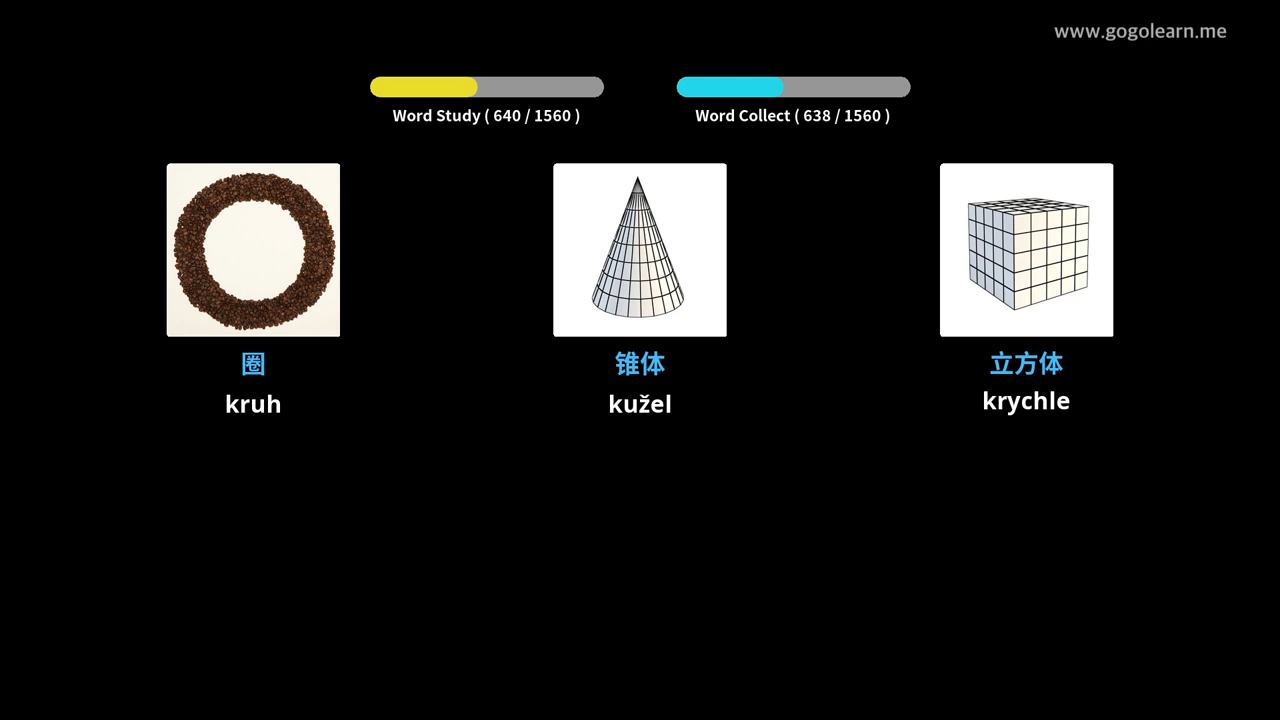 www.gogolearn.me
Word Study ( 640 / 1560 )
Word Collect ( 638 / 1560 )
圈
锥体
立方体
kruh
kužel
krychle